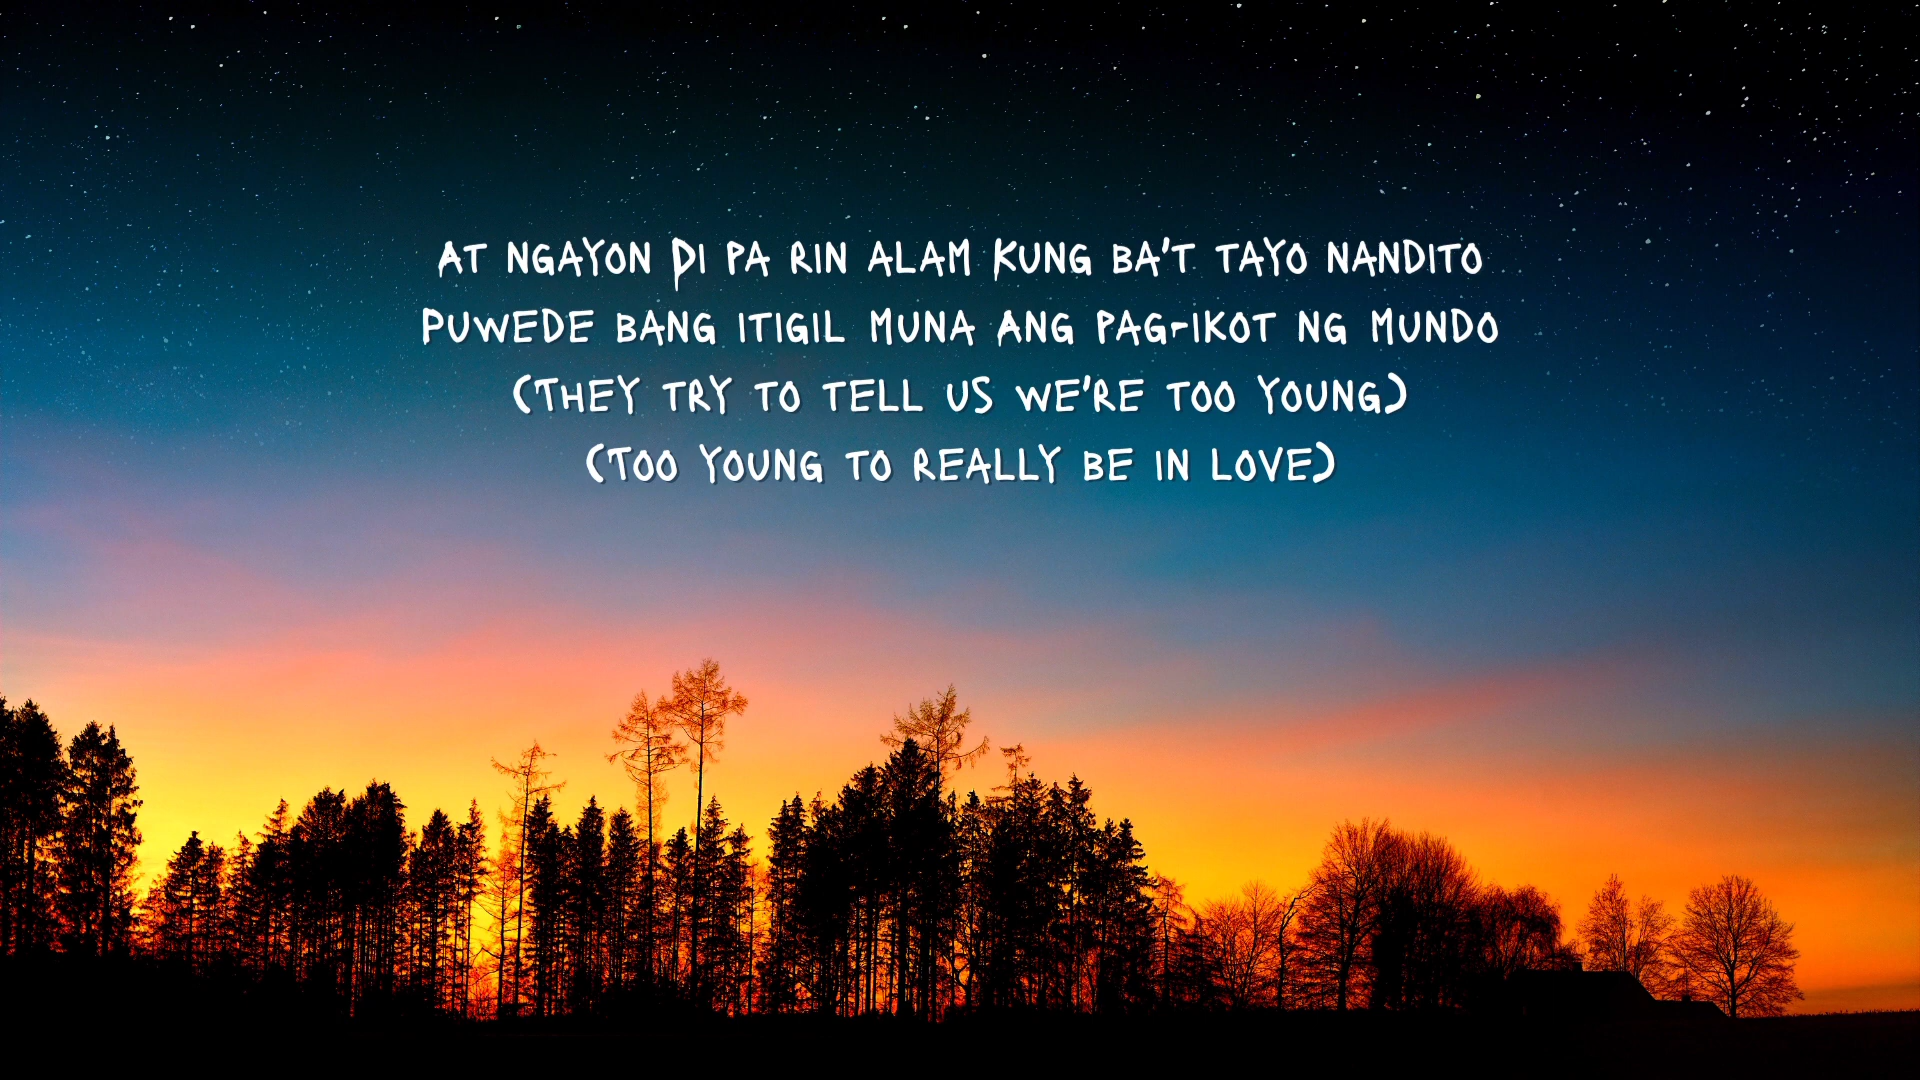 AT NGAYON DI PA RIN ALAM KUNG BA'T TAYO NANDITO
PUWEDE BANG ITIGIL MUNA ANG PAG-IKOT NG MUNDO
(THEY TRY TO TELL US WE'RE TOO YOUNG)
(TOO YOUNG TO REALLY BE IN LOVE)